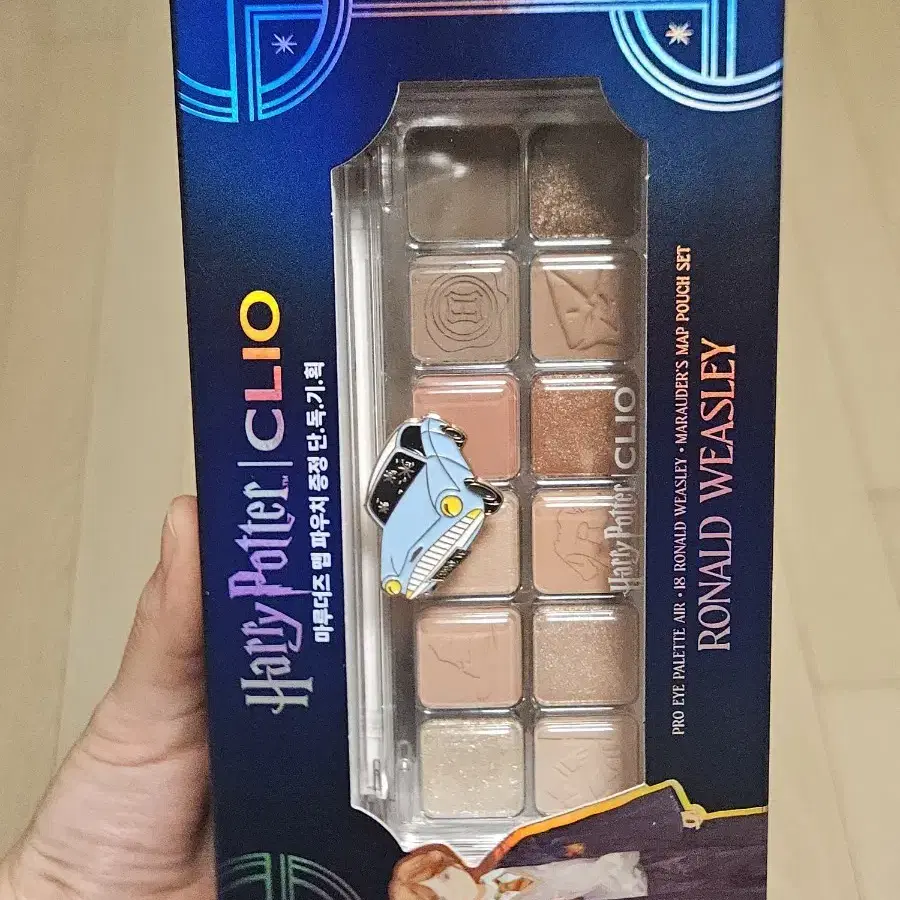 Harry Potter™ | CLIO
마루더즈 맵 파우치 증정 단.독.기.획
H
Harry Potter | CLIO
PRO EYE PALETTE AIR • 18 RONALD WEASLEY • MARAUDER'S MAP POUCH SET
RONALD WEASLEY